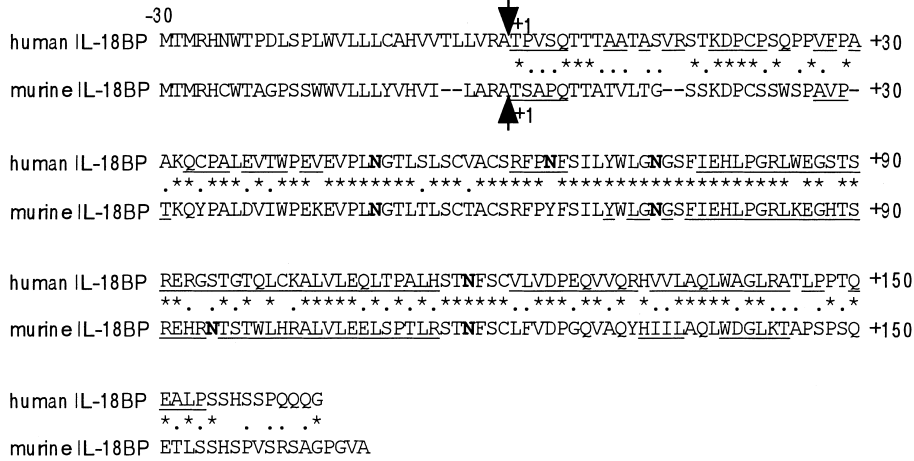 -30
+1
human IL-18BP MTMRHNWTPDLSPLWVLLLCAHVVTLLVRATPVSQTTTAATASVRSTKDPCPSQPPVFPA +30
*...***.. .. *.****.* *. *
murine IL-18BP MTMRHCWTAGPSSWWVLLLYVHVI--LARATSAPQTTATVLTG--SSKDPCSSWSPAVP- +30
+1
human IL-18BP AKQCPALEVTWPEVEVPLNGTLSLSCVACSRFPNFSILYWLGNGSFIEHLPGRLWEGSTS +90
.** ***.*.*** ********.***.******* ********************* ** **
murine IL-18BP TKQYPALDVIWPEKEVPLNGTLTLSCTACSRFPYFSILYWLGNGSFIEHLPGRLKEGHTS +90
human IL-18BP RERGSTGTQLCKALVLEQLTPALHSTNFSCVLVDPEQVVQRHVVLAQLWAGLRATLPPTQ +150
** . * * . *****.*.* * *******..*** **. ..*.****.**. .. * *
murine IL-18BP REHRNTSTWLHRALVLEELSPTLRSTNFSCLFVDPGQVAQYHIILAQLWDGLKTAPSPSQ +150
human IL-18BP EALPSSHSSPQQQG
*.*.* . .. *
murine IL-18BP ETLSSHSPVSRSAGPGVA